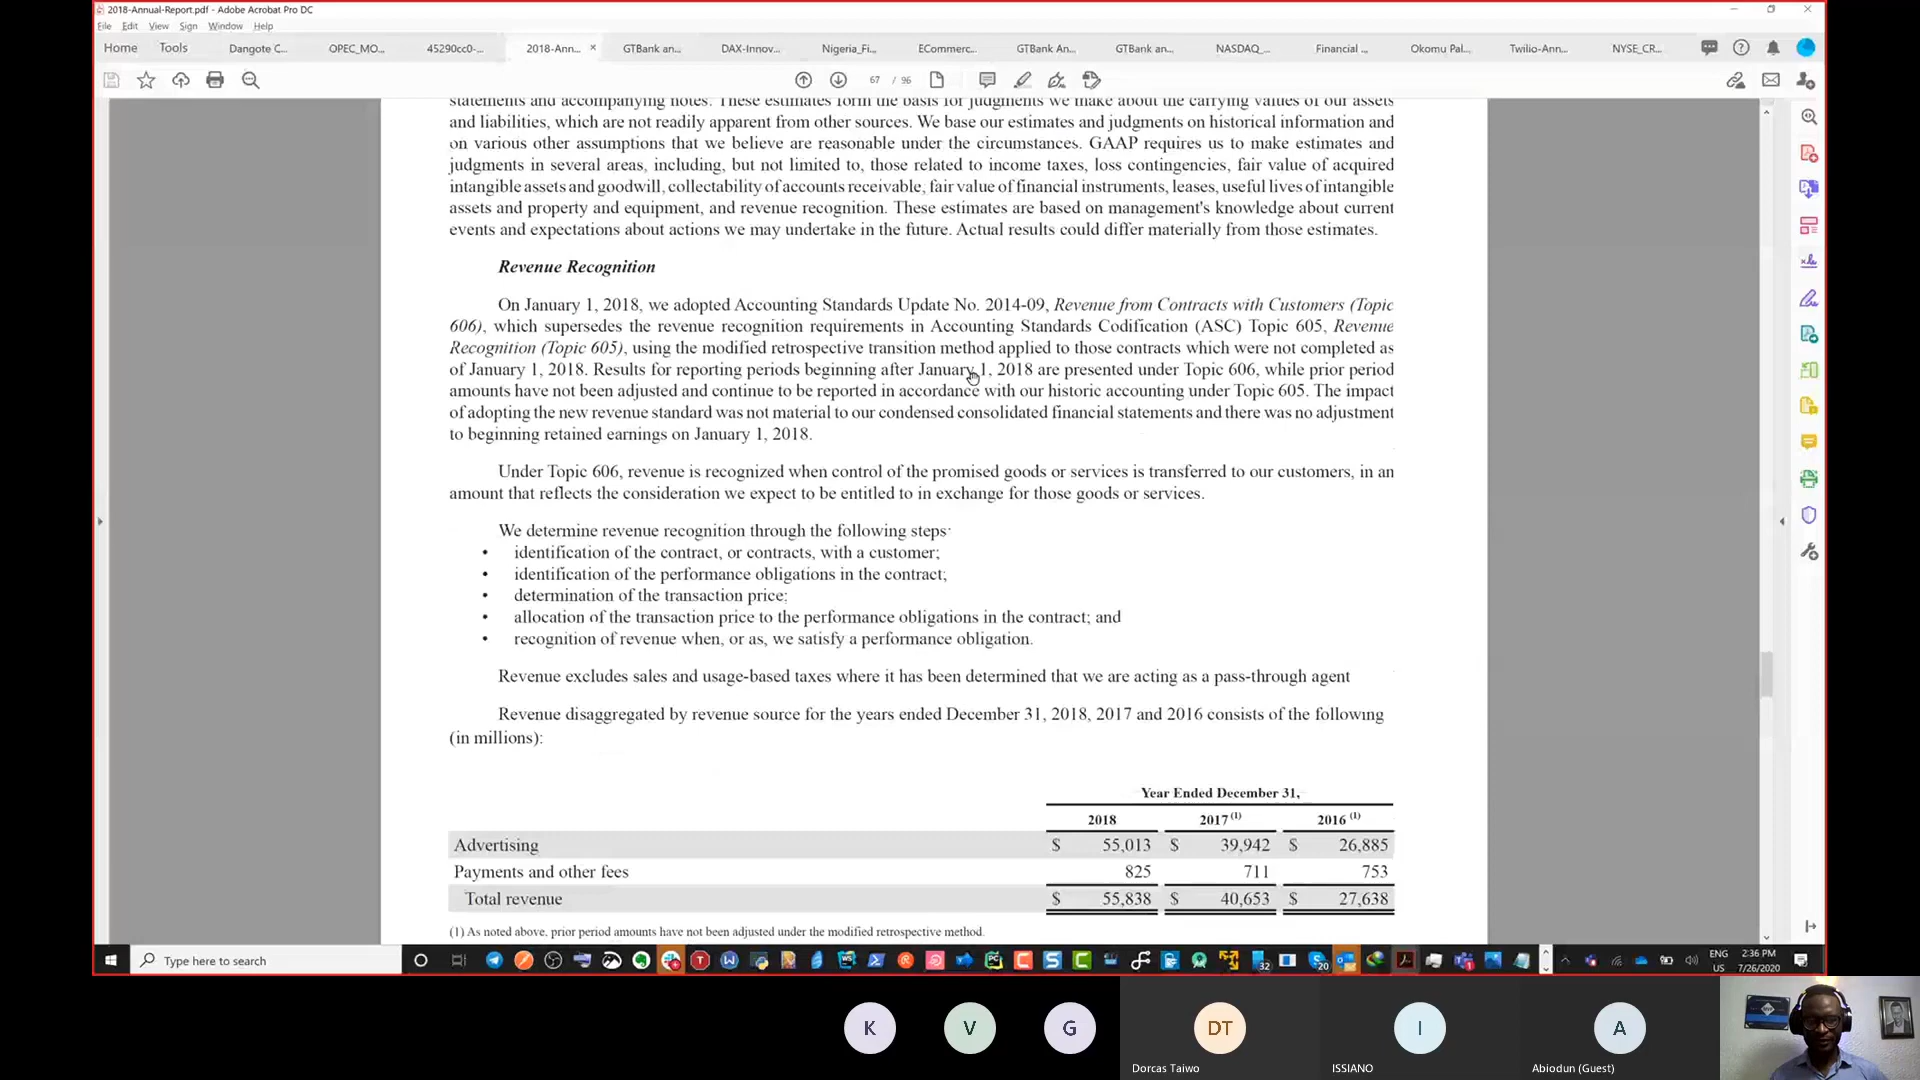 2018-Annual-Report.pdf - Adobe Acrobat Pro DC
File Edit View Sign Window Help
Home Tools Dangote C... OPEC_MO... 45290cc0-... 2018-Ann... × GTBank an... DAX-Innov... Nigeria_Fi... ECommerc... GTBank An... GTBank an... NASDAQ_... Financial ... Okomu Pal... Twilio-Ann... NYSE_CR...
67 / 96
statements and accompanying notes. These estimates form the basis for judgments we make about the carrying values of our assets
and liabilities, which are not readily apparent from other sources. We base our estimates and judgments on historical information and
on various other assumptions that we believe are reasonable under the circumstances. GAAP requires us to make estimates and
judgments in several areas, including, but not limited to, those related to income taxes, loss contingencies, fair value of acquired
intangible assets and goodwill, collectability of accounts receivable, fair value of financial instruments, leases, useful lives of intangible
assets and property and equipment, and revenue recognition. These estimates are based on management's knowledge about current
events and expectations about actions we may undertake in the future. Actual results could differ materially from those estimates.
Revenue Recognition
On January 1, 2018, we adopted Accounting Standards Update No. 2014-09, Revenue from Contracts with Customers (Topic
606), which supersedes the revenue recognition requirements in Accounting Standards Codification (ASC) Topic 605, Revenue
Recognition (Topic 605), using the modified retrospective transition method applied to those contracts which were not completed as
of January 1, 2018. Results for reporting periods beginning after January 1, 2018 are presented under Topic 606, while prior period
amounts have not been adjusted and continue to be reported in accordance with our historic accounting under Topic 605. The impact
of adopting the new revenue standard was not material to our condensed consolidated financial statements and there was no adjustment
to beginning retained earnings on January 1, 2018.
Under Topic 606, revenue is recognized when control of the promised goods or services is transferred to our customers, in an
amount that reflects the consideration we expect to be entitled to in exchange for those goods or services.
We determine revenue recognition through the following steps:
• identification of the contract, or contracts, with a customer;
• identification of the performance obligations in the contract;
• determination of the transaction price;
• allocation of the transaction price to the performance obligations in the contract; and
• recognition of revenue when, or as, we satisfy a performance obligation.
Revenue excludes sales and usage-based taxes where it has been determined that we are acting as a pass-through agent
Revenue disaggregated by revenue source for the years ended December 31, 2018, 2017 and 2016 consists of the following
(in millions):
Year Ended December 31,
2018 2017 (1) 2016 (1)
Advertising $ 55,013 $ 39,942 $ 26,885
Payments and other fees 825 711 753
Total revenue $ 55,838 $ 40,653 $ 27,638
(1) As noted above, prior period amounts have not been adjusted under the modified retrospective method.
Type here to search 32 20 ENG US 2:36 PM 7/26/2020
K V G DT I A
Dorcas Taiwo ISSIANO Abiodun (Guest)